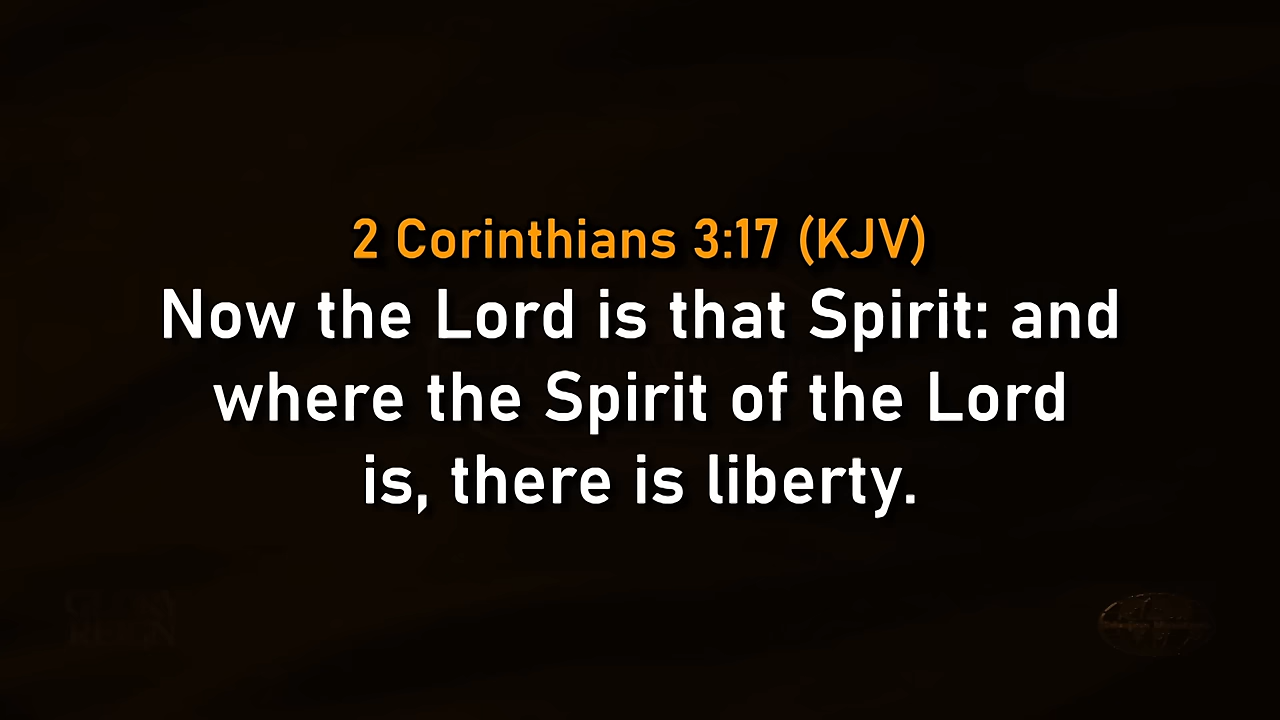 2 Corinthians 3:17 (KJV)
Now the Lord is that Spirit: and
where the Spirit of the Lord
is, there is liberty.